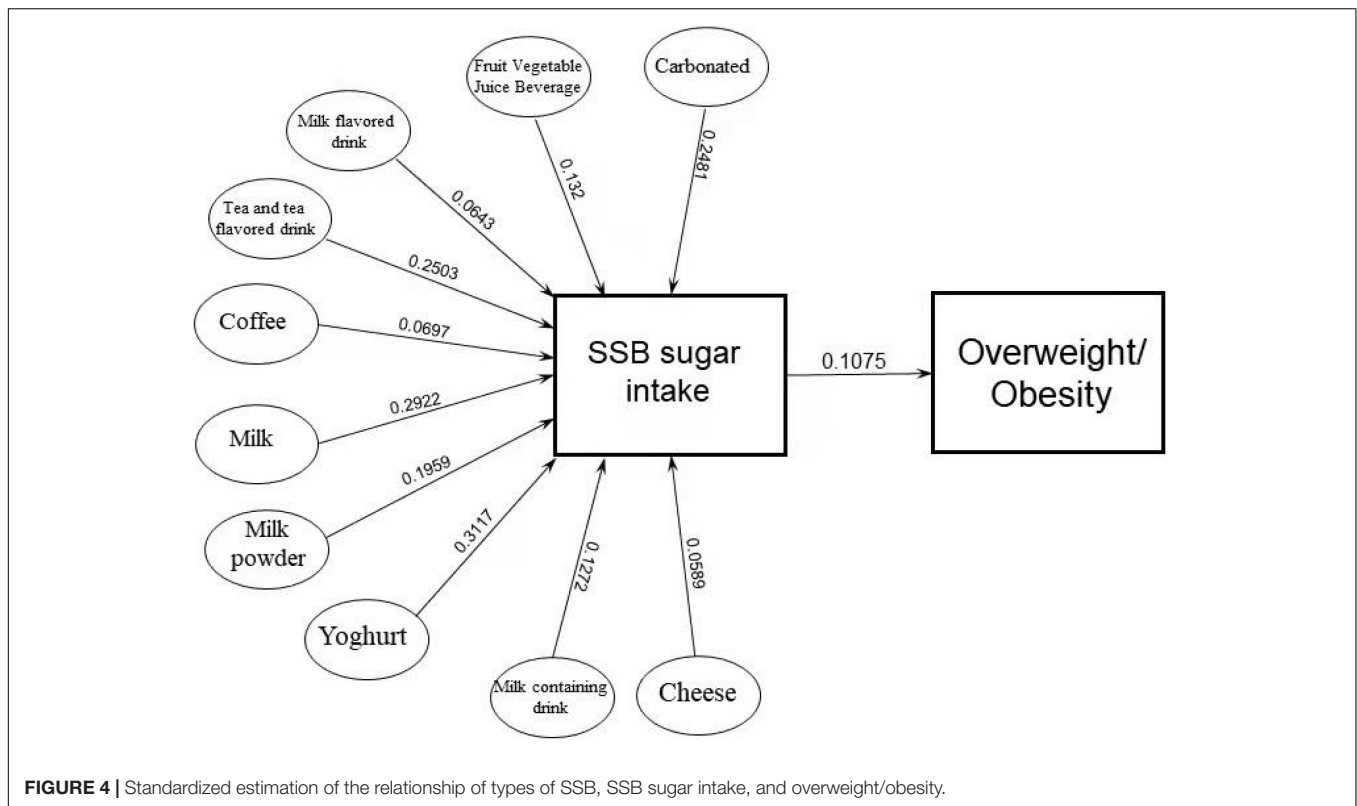 Fruit Vegetable
Juice Beverage
Carbonated
Milk flavored
drink
0.132
0.2481
0.0643
Tea and tea
flavored drink
0.2503
Coffee
0.0697
SSB sugar
intake
0.1075
Overweight/
Obesity
Milk
0.2922
Milk
powder
0.1959
Yoghurt
0.3117
Milk containing
drink
0.1272
Cheese
0.0589
FIGURE 4 | Standardized estimation of the relationship of types of SSB, SSB sugar intake, and overweight/obesity.